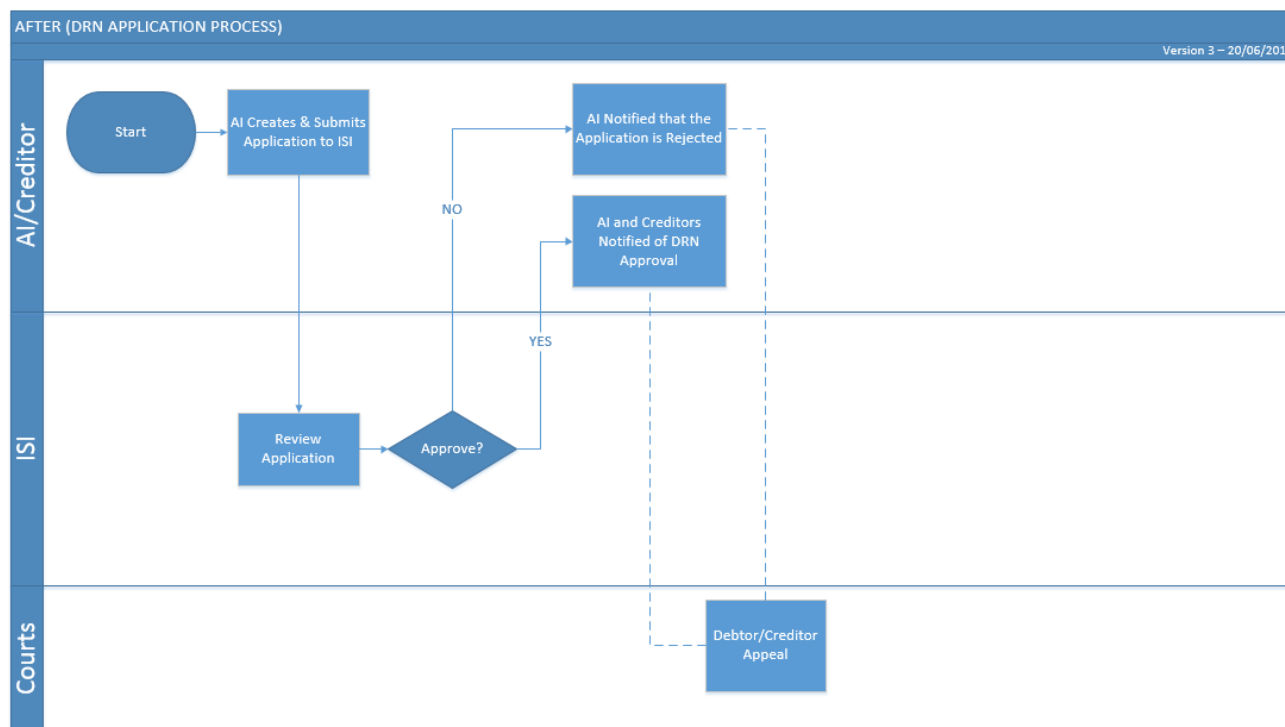 AFTER (DRN APPLICATION PROCESS)
Version 3 – 20/06/201
AI/Creditor
Start
AI Creates & Submits
Application to ISI
AI Notified that the
Application is Rejected
NO
AI and Creditors
Notified of DRN
Approval
YES
ISI
Review
Application
Approve?
Courts
Debtor/Creditor
Appeal